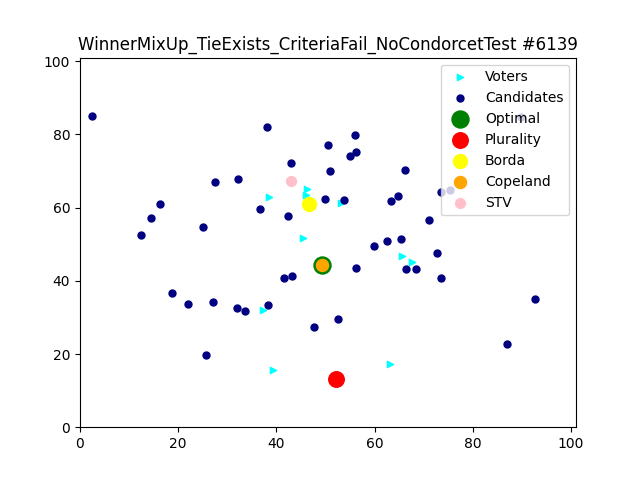 WinnerMixUp_TieExists_CriteriaFail_NoCondorcetTest #6139
100
80
60
40
20
0
0 20 40 60 80 100
Voters
Candidates
Optimal
Plurality
Borda
Copeland
STV